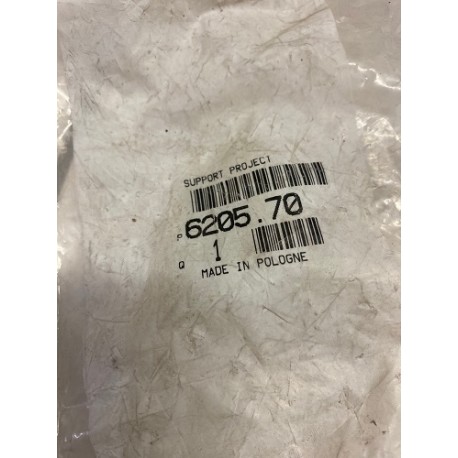 SUPPORT PROJECT
P 6205.70
Q 1
MADE IN POLOGNE